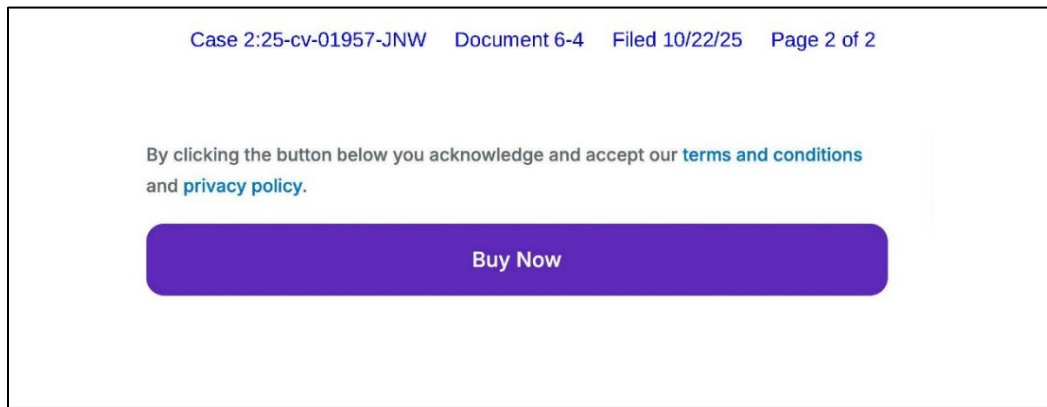 Case 2:25-cv-01957-JNW Document 6-4 Filed 10/22/25 Page 2 of 2
By clicking the button below you acknowledge and accept our terms and conditions
and privacy policy.
Buy Now